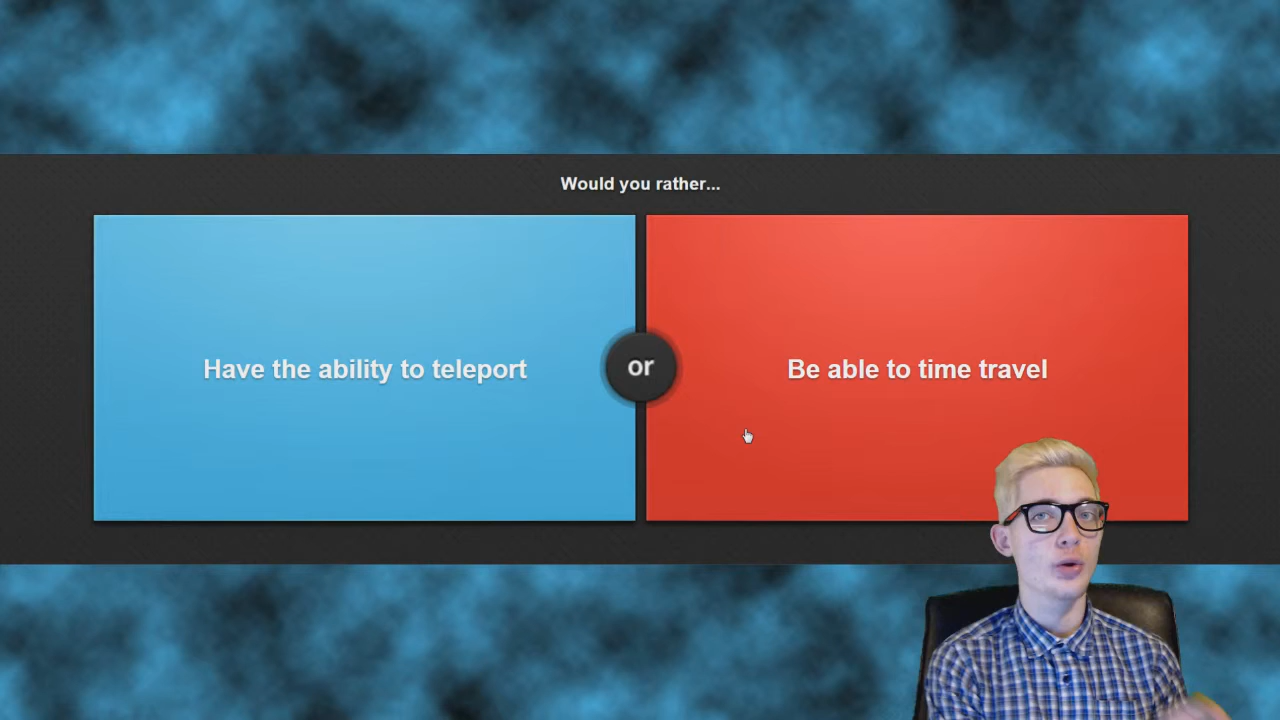 Would you rather...
Have the ability to teleport
or
Be able to time travel